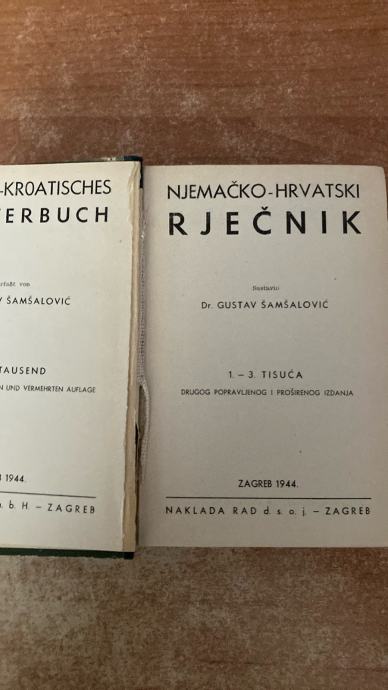 -KROATISCHES
TERBUCH
rfaßt von
V ŠAMŠALOVIĆ
TAUSEND
N UND VERMEHRTEN AUFLAGE
B 1944.
b. H. – ZAGREB
NJEMAČKO-HRVATSKI
RJEČNIK
Sastavio
Dr. GUSTAV ŠAMŠALOVIĆ
1. – 3. TISUĆA
DRUGOG POPRAVLJENOG I PROŠIRENOG IZDANJA
ZAGREB 1944.
NAKLADA RAD d. s. o. j. – ZAGREB